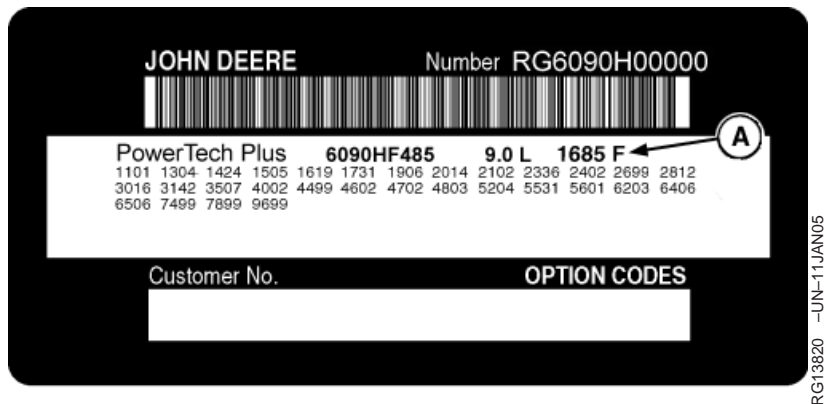 JOHN DEERE Number RG6090H00000
PowerTech Plus 6090HF485 9.0 L 1685 F
A
1101 1304 1424 1505 1619 1731 1906 2014 2102 2336 2402 2699 2812
3016 3142 3507 4002 4499 4602 4702 4803 5204 5531 5601 6203 6406
6506 7499 7899 9699
Customer No. OPTION CODES
RG13820 –UN–11JAN05